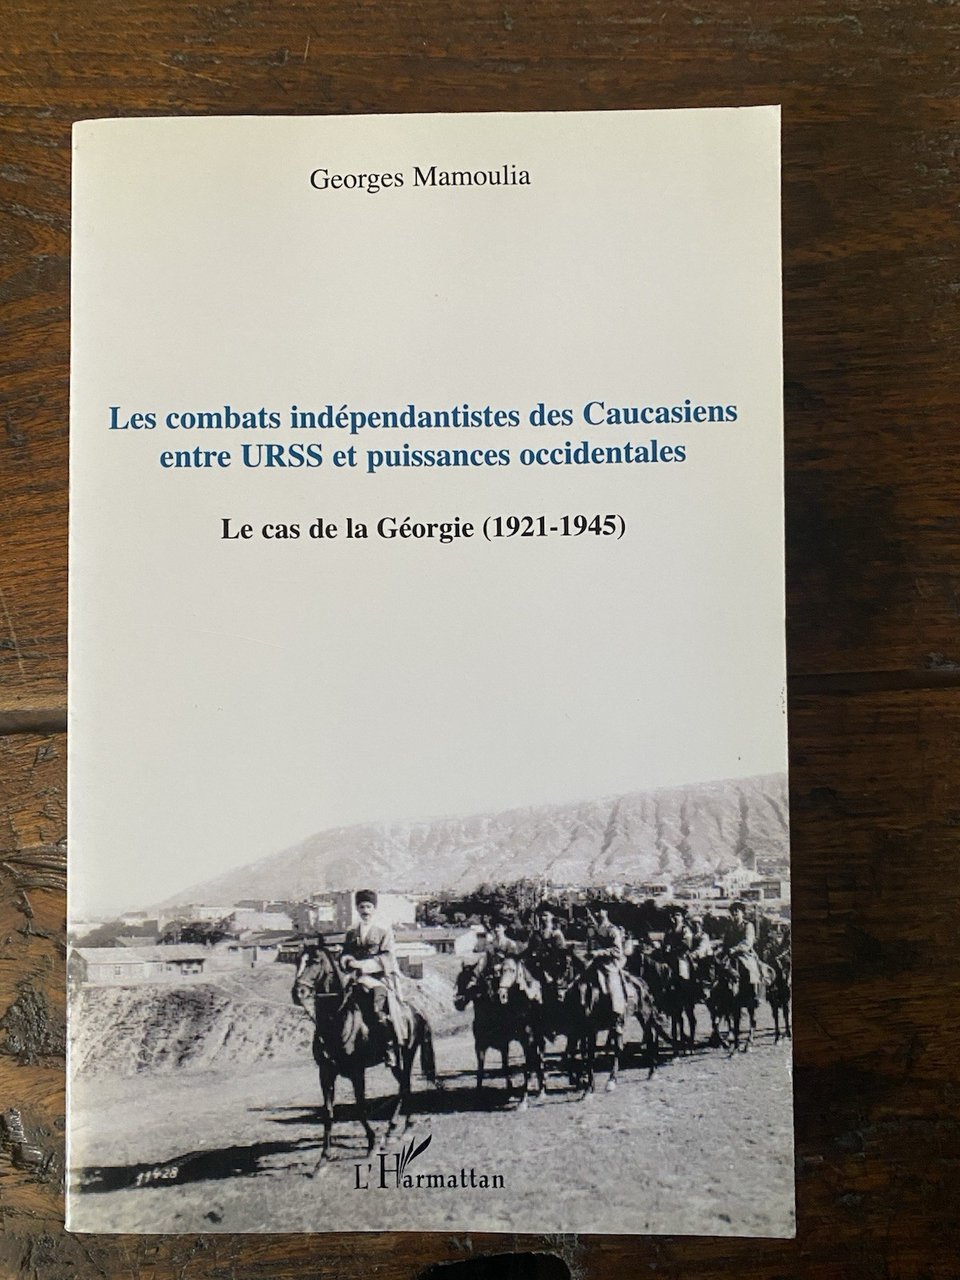 Georges Mamoulia
Les combats indépendantistes des Caucasiens
entre URSS et puissances occidentales
Le cas de la Géorgie (1921-1945)
11428
L'Harmattan